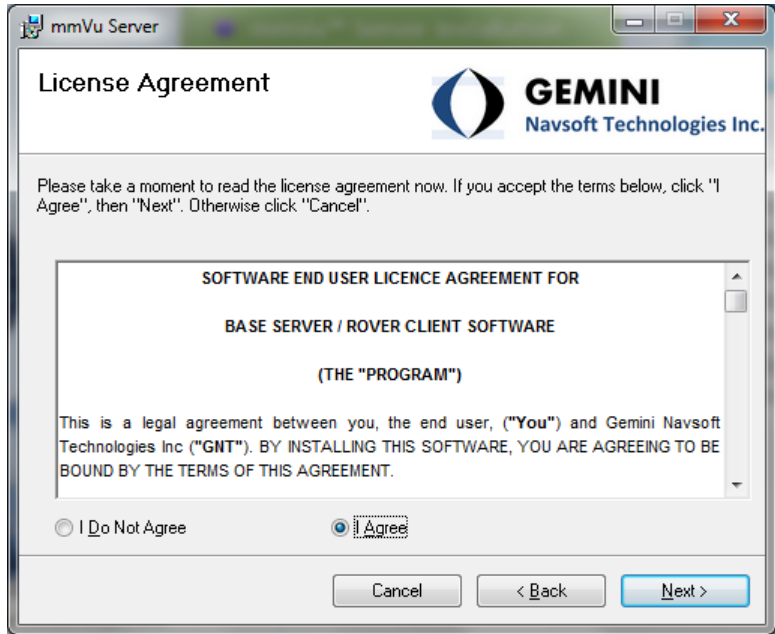 mmVu Server
License Agreement
GEMINI
Navsoft Technologies Inc.
Please take a moment to read the license agreement now. If you accept the terms below, click "I
Agree", then "Next". Otherwise click "Cancel".
SOFTWARE END USER LICENCE AGREEMENT FOR
BASE SERVER / ROVER CLIENT SOFTWARE
(THE "PROGRAM")
This is a legal agreement between you, the end user, ("You") and Gemini Navsoft
Technologies Inc ("GNT"). BY INSTALLING THIS SOFTWARE, YOU ARE AGREEING TO BE
BOUND BY THE TERMS OF THIS AGREEMENT.
I Do Not Agree
I Agree
Cancel
< Back
Next >